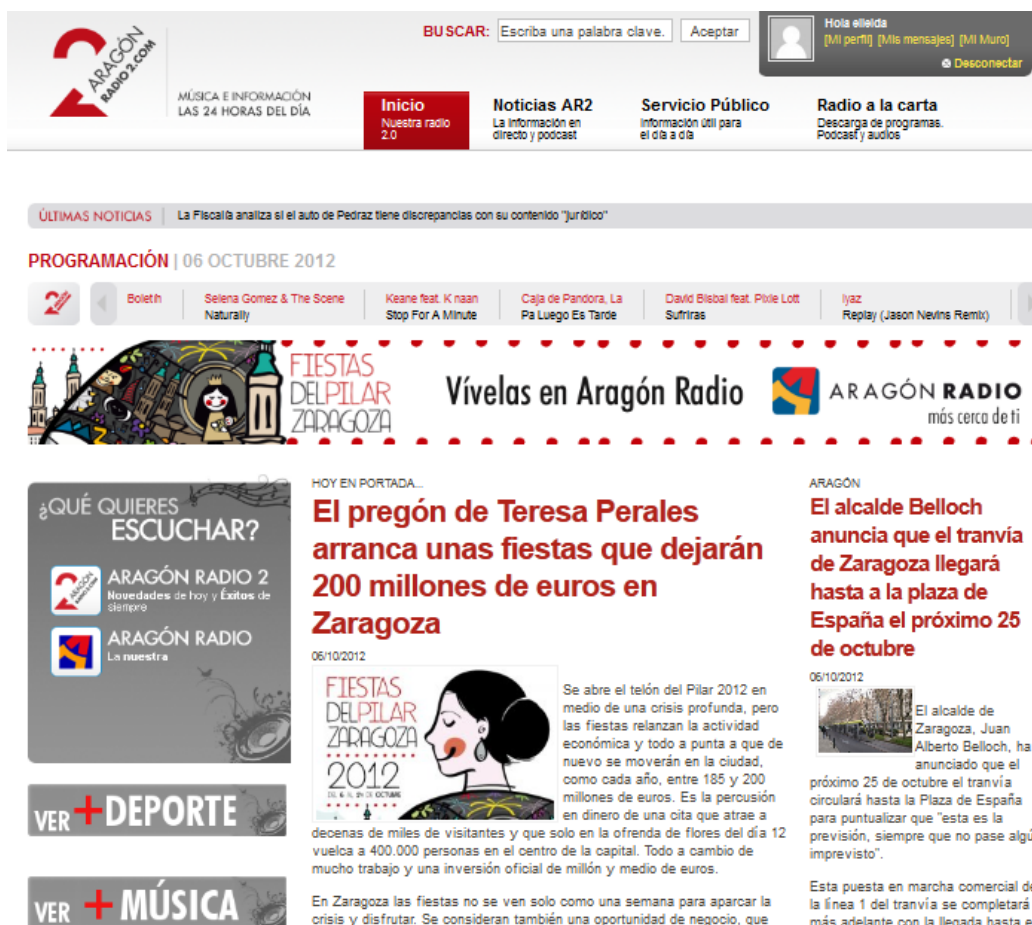 ARAGÓN
RADIO 2.COM
MÚSICA E INFORMACIÓN
LAS 24 HORAS DEL DÍA
BUSCAR: Escriba una palabra clave. Aceptar
Hola elleida
[Mi perfil] [Mis mensajes] [Mi Muro]
Desconectar
Inicio
Nuestra radio
2.0
Noticias AR2
La información en
directo y podcast
Servicio Público
Información útil para
el día a día
Radio a la carta
Descarga de programas.
Podcast y audios
ÚLTIMAS NOTICIAS La Fiscalía analiza si el auto de Pedraz tiene discrepancias con su contenido "jurídico"
PROGRAMACIÓN | 06 OCTUBRE 2012
Boletín
Selena Gomez & The Scene
Naturally
Keane feat. K naan
Stop For A Minute
Caja de Pandora, La
Pa Luego Es Tarde
David Bisbal feat. Pixie Lott
Sufriras
Iyaz
Replay (Jason Nevins Remix)
FIESTAS
DEL PILAR
ZARAGOZA
Vívelas en Aragón Radio
ARAGÓN RADIO
más cerca de ti
¿QUÉ QUIERES
ESCUCHAR?
ARAGÓN RADIO 2
Novedades de hoy y Éxitos de
siempre
ARAGÓN RADIO
La nuestra
VER + DEPORTE
VER + MÚSICA
HOY EN PORTADA...
El pregón de Teresa Perales
arranca unas fiestas que dejarán
200 millones de euros en
Zaragoza
06/10/2012
FIESTAS
DEL PILAR
ZARAGOZA
2012
DEL 6 AL 14 DE OCTUBRE
Se abre el telón del Pilar 2012 en
medio de una crisis profunda, pero
las fiestas relanzan la actividad
económica y todo a punta a que de
nuevo se moverán en la ciudad,
como cada año, entre 185 y 200
millones de euros. Es la percusión
en dinero de una cita que atrae a
decenas de miles de visitantes y que solo en la ofrenda de flores del día 12
vuelca a 400.000 personas en el centro de la capital. Todo a cambio de
mucho trabajo y una inversión oficial de millón y medio de euros.
En Zaragoza las fiestas no se ven solo como una semana para aparcar la
crisis y disfrutar. Se consideran también una oportunidad de negocio, que
ARAGÓN
El alcalde Belloch
anuncia que el tranvía
de Zaragoza llegará
hasta a la plaza de
España el próximo 25
de octubre
06/10/2012
El alcalde de
Zaragoza, Juan
Alberto Belloch, ha
anunciado que el
próximo 25 de octubre el tranvía
circulará hasta la Plaza de España
para puntualizar que "esta es la
previsión, siempre que no pase algú
imprevisto".
Esta puesta en marcha comercial de
la línea 1 del tranvía se completará
más adelante con la llegada hasta e